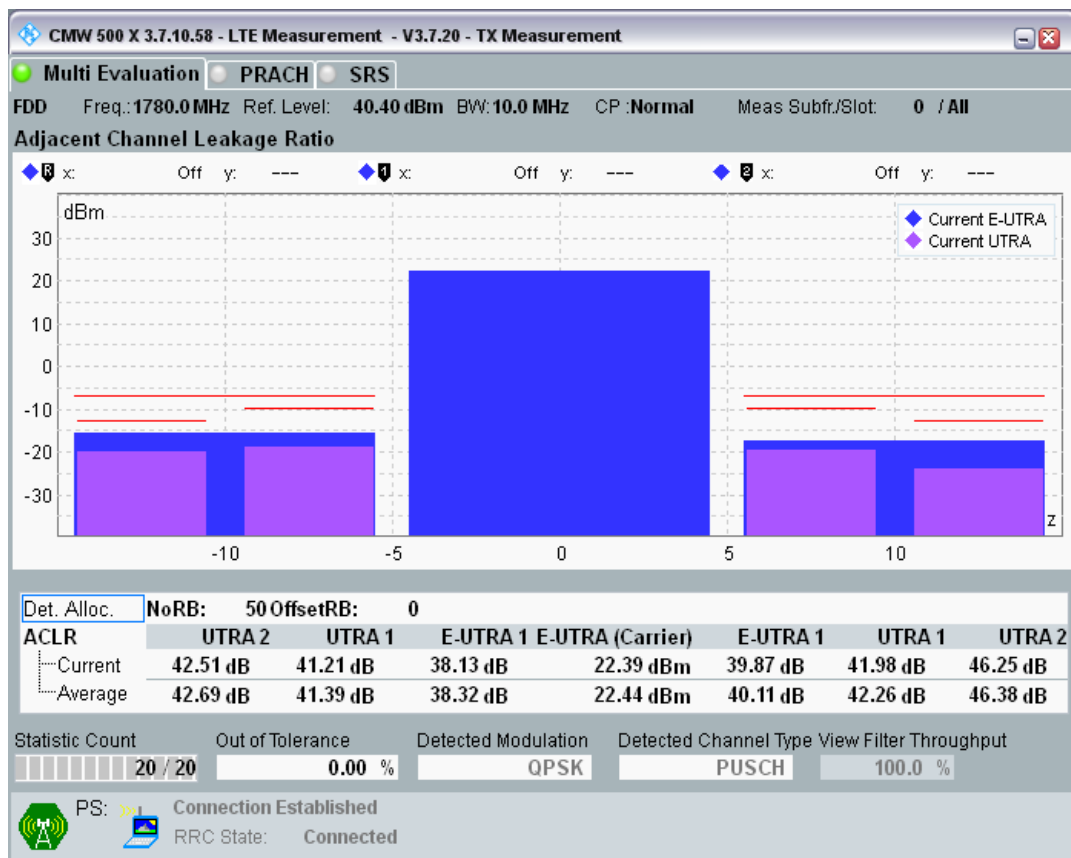 CMW 500 X 3.7.10.58 - LTE Measurement - V3.7.20 - TX Measurement
Multi Evaluation PRACH SRS
FDD Freq.:1780.0 MHz Ref. Level: 40.40 dBm BW: 10.0 MHz CP :Normal Meas Subfr./Slot: 0 / All
Adjacent Channel Leakage Ratio
R x: Off y: --- 1 x: Off y: --- 2 x: Off y: ---
dBm
Current E-UTRA
Current UTRA
30
20
10
0
-10
-20
-30
z
-10 -5 0 5 10
Det. Alloc. NoRB: 50 OffsetRB: 0
ACLR UTRA 2 UTRA 1 E-UTRA 1 E-UTRA (Carrier) E-UTRA 1 UTRA 1 UTRA 2
Current 42.51 dB 41.21 dB 38.13 dB 22.39 dBm 39.87 dB 41.98 dB 46.25 dB
Average 42.69 dB 41.39 dB 38.32 dB 22.44 dBm 40.11 dB 42.26 dB 46.38 dB
Statistic Count Out of Tolerance Detected Modulation Detected Channel Type View Filter Throughput
20 / 20 0.00 % QPSK PUSCH 100.0 %
PS: Connection Established
RRC State: Connected